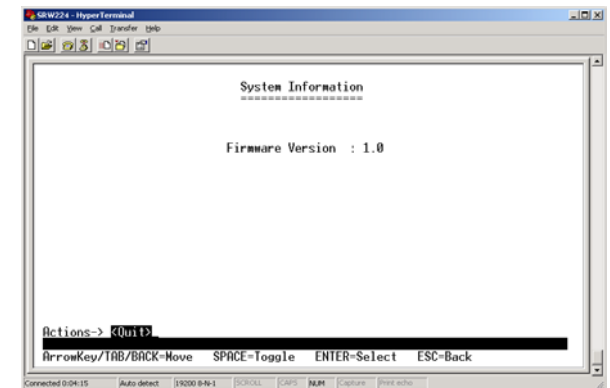 SRW224 - HyperTerminal
File Edit View Call Transfer Help
System Information
==================
Firmware Version : 1.0
Actions-> <Quit>
ArrowKey/TAB/BACK=Move SPACE=Toggle ENTER=Select ESC=Back
Connected 0:04:15 Auto detect 19200 8-N-1 SCROLL CAPS NUM Capture Print echo